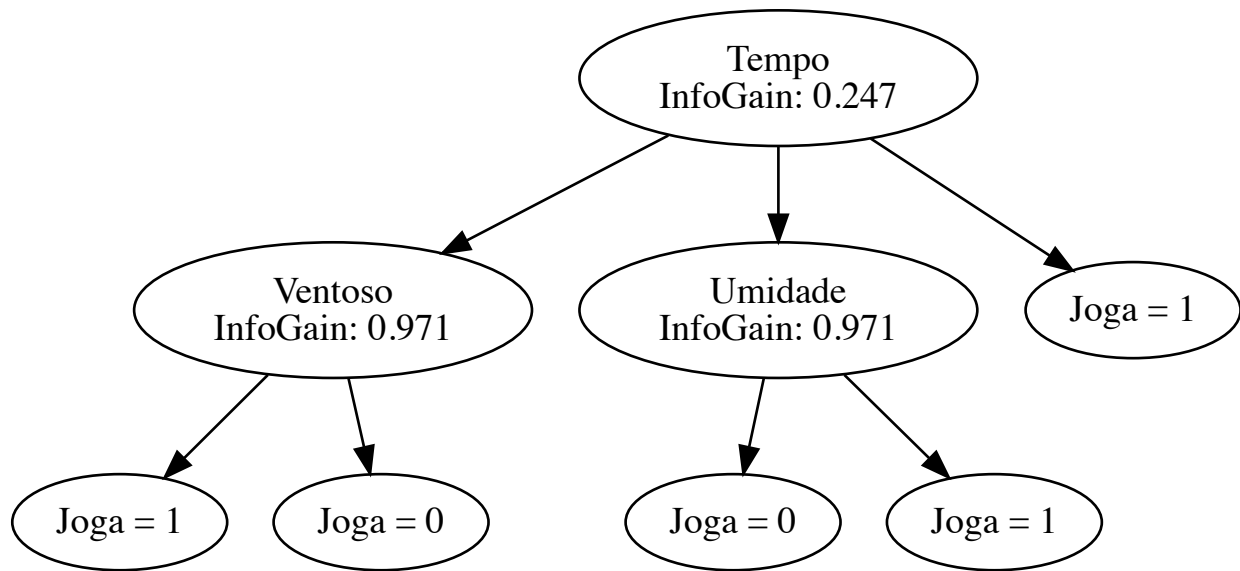 Tempo
InfoGain: 0.247
Ventoso
InfoGain: 0.971
Umidade
InfoGain: 0.971
Joga = 1
Joga = 1
Joga = 0
Joga = 0
Joga = 1